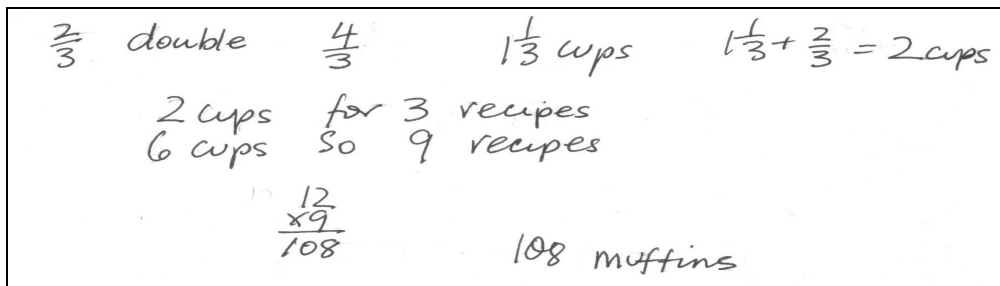 2/3 double 4/3 1 1/3 cups 1 1/3 + 2/3 = 2 cups
2 cups for 3 recipes
6 cups so 9 recipes
12
x9
108
108 muffins